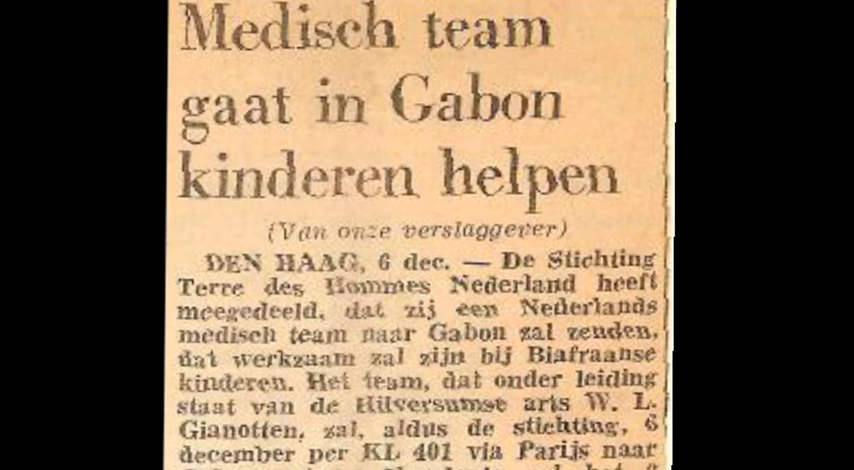 Medisch team
gaat in Gabon
kinderen helpen
(Van onze verslaggever)
DEN HAAG, 6 dec. — De Stichting
Terre des Hommes Nederland heeft
meegedeeld, dat zij een Nederlands
medisch team naar Gabon zal zenden,
dat werkzaam zal zijn bij Biafraanse
kinderen. Het team, dat onder leiding
staat van de Hilversumse arts W. L.
Gianotten, zal, aldus de stichting, 6
december per KL 401 via Parijs naar